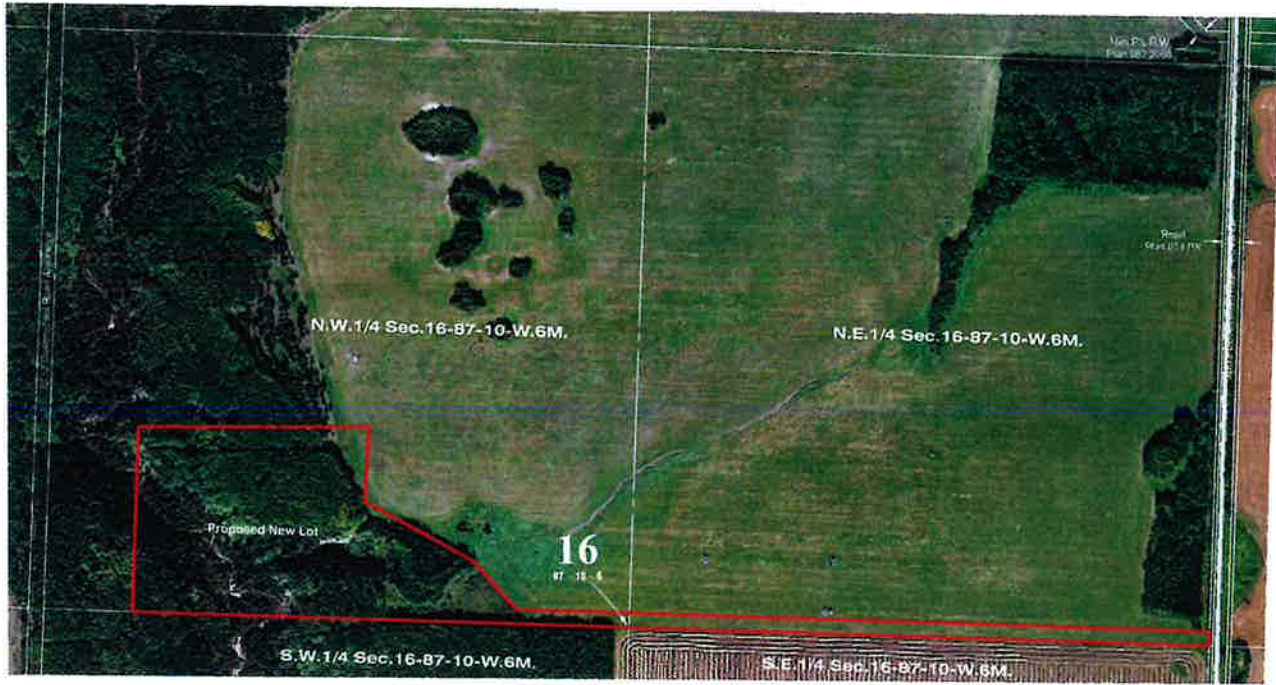 N.W.1/4 Sec.16-87-10-W.6M.
N.E.1/4 Sec.16-87-10-W.6M.
Proposed New Lot
16
S.W.1/4 Sec.16-87-10-W.6M.
S.E.1/4 Sec.16-87-10-W.6M.